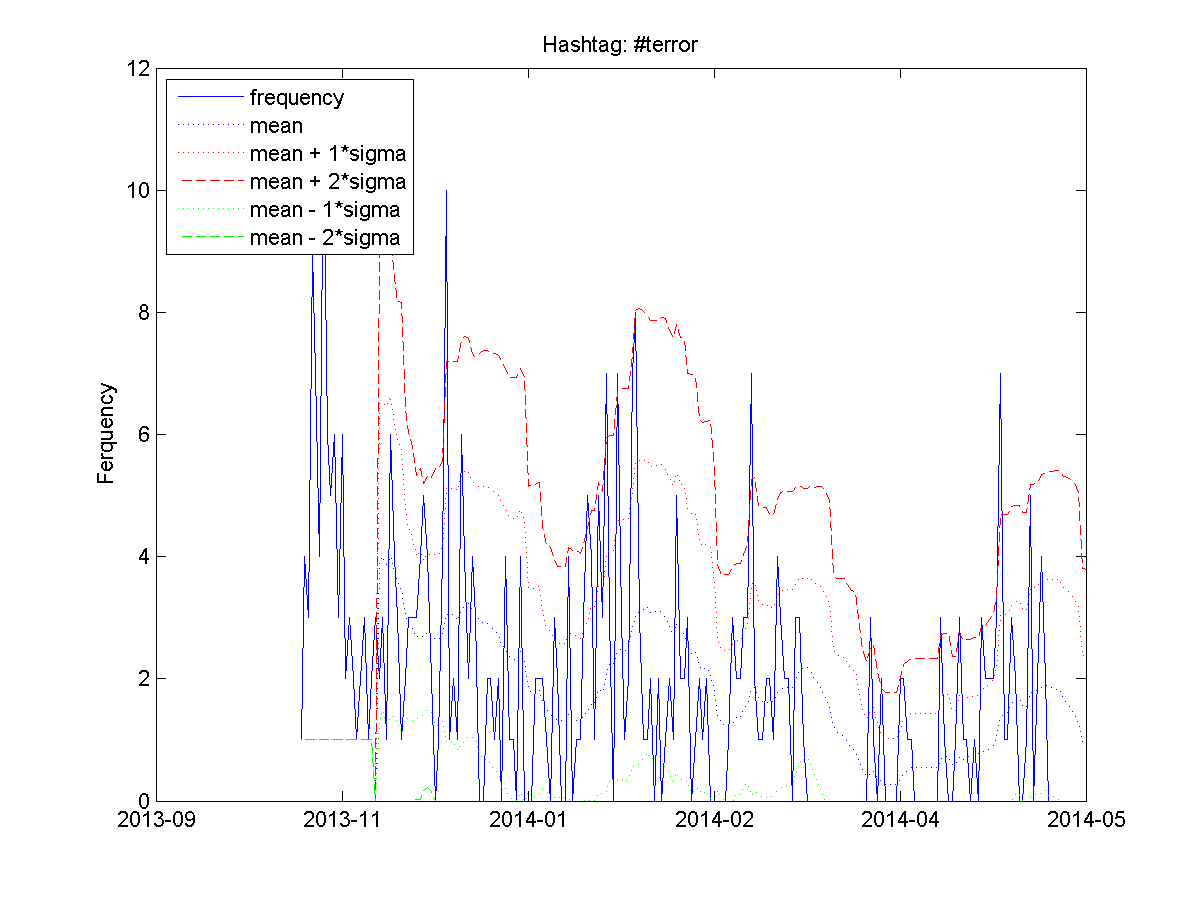 Hashtag: #terror
12
10
8
6
4
2
0
Ferquency
frequency
mean
mean + 1*sigma
mean + 2*sigma
mean - 1*sigma
mean - 2*sigma
2013-09 2013-11 2014-01 2014-02 2014-04 2014-05